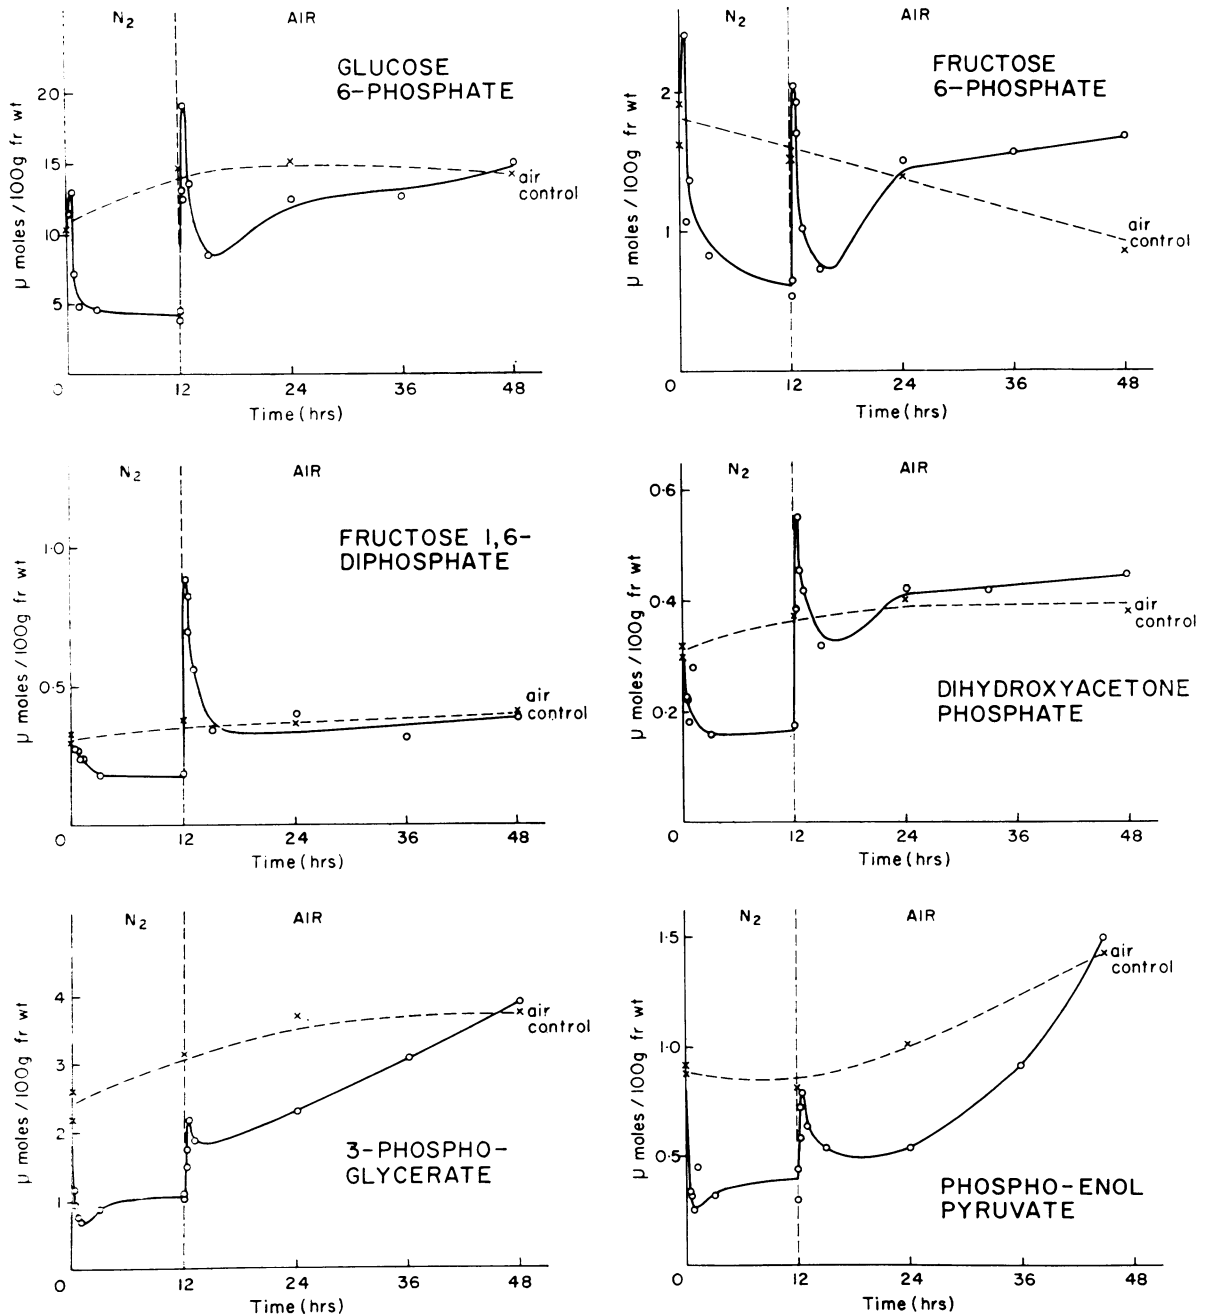 N2 AIR
GLUCOSE
6-PHOSPHATE
μ moles / 100g fr wt
20
15
10
5
0
air
control
0 12 24 36 48
Time (hrs)
N2 AIR
FRUCTOSE
6-PHOSPHATE
μ moles / 100g fr wt
2
1
air
control
0 12 24 36 48
Time (hrs)
N2 AIR
FRUCTOSE 1,6-
DIPHOSPHATE
μ moles / 100g fr wt
1·0
0·5
air
control
0 12 24 36 48
Time (hrs)
N2 AIR
μ moles / 100g fr wt
0·6
0·4
0·2
air
control
DIHYDROXYACETONE
PHOSPHATE
0 12 24 36 48
Time (hrs)
N2 AIR
μ moles / 100g fr wt
4
3
2
1
air
control
3-PHOSPHO-
GLYCERATE
0 12 24 36 48
Time (hrs)
N2 AIR
μ moles / 100g fr wt
1·5
1·0
0·5
air
control
PHOSPHO-ENOL
PYRUVATE
0 12 24 36 48
Time (hrs)